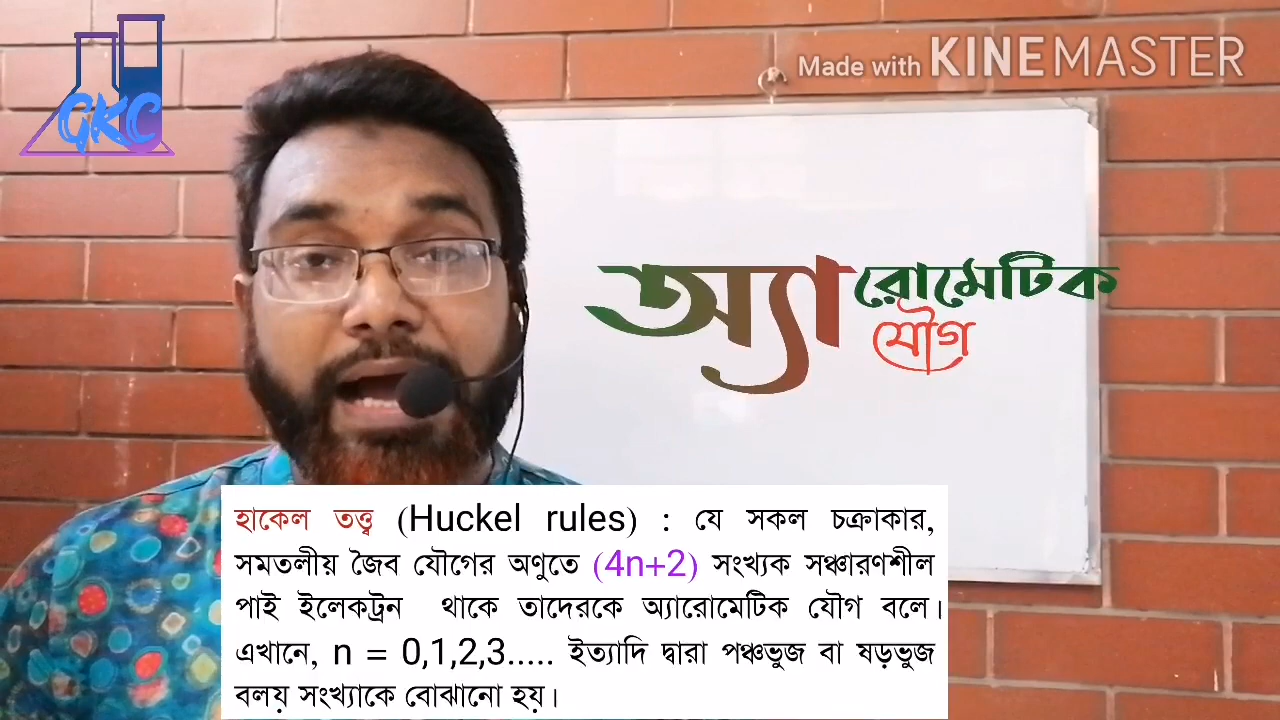 GKC
Made with KINEMASTER
অ্যারোমেটিক
যৌগ
হাকেল তত্ত্ব (Huckel rules) : যে সকল চক্রাকার,
সমতলীয় জৈব যৌগের অণুতে (4n+2) সংখ্যক সঞ্চারণশীল
পাই ইলেকট্রন থাকে তাদেরকে অ্যারোমেটিক যৌগ বলে।
এখানে, n = 0,1,2,3..... ইত্যাদি দ্বারা পঞ্চভুজ বা ষড়ভুজ
বলয় সংখ্যাকে বোঝানো হয়।